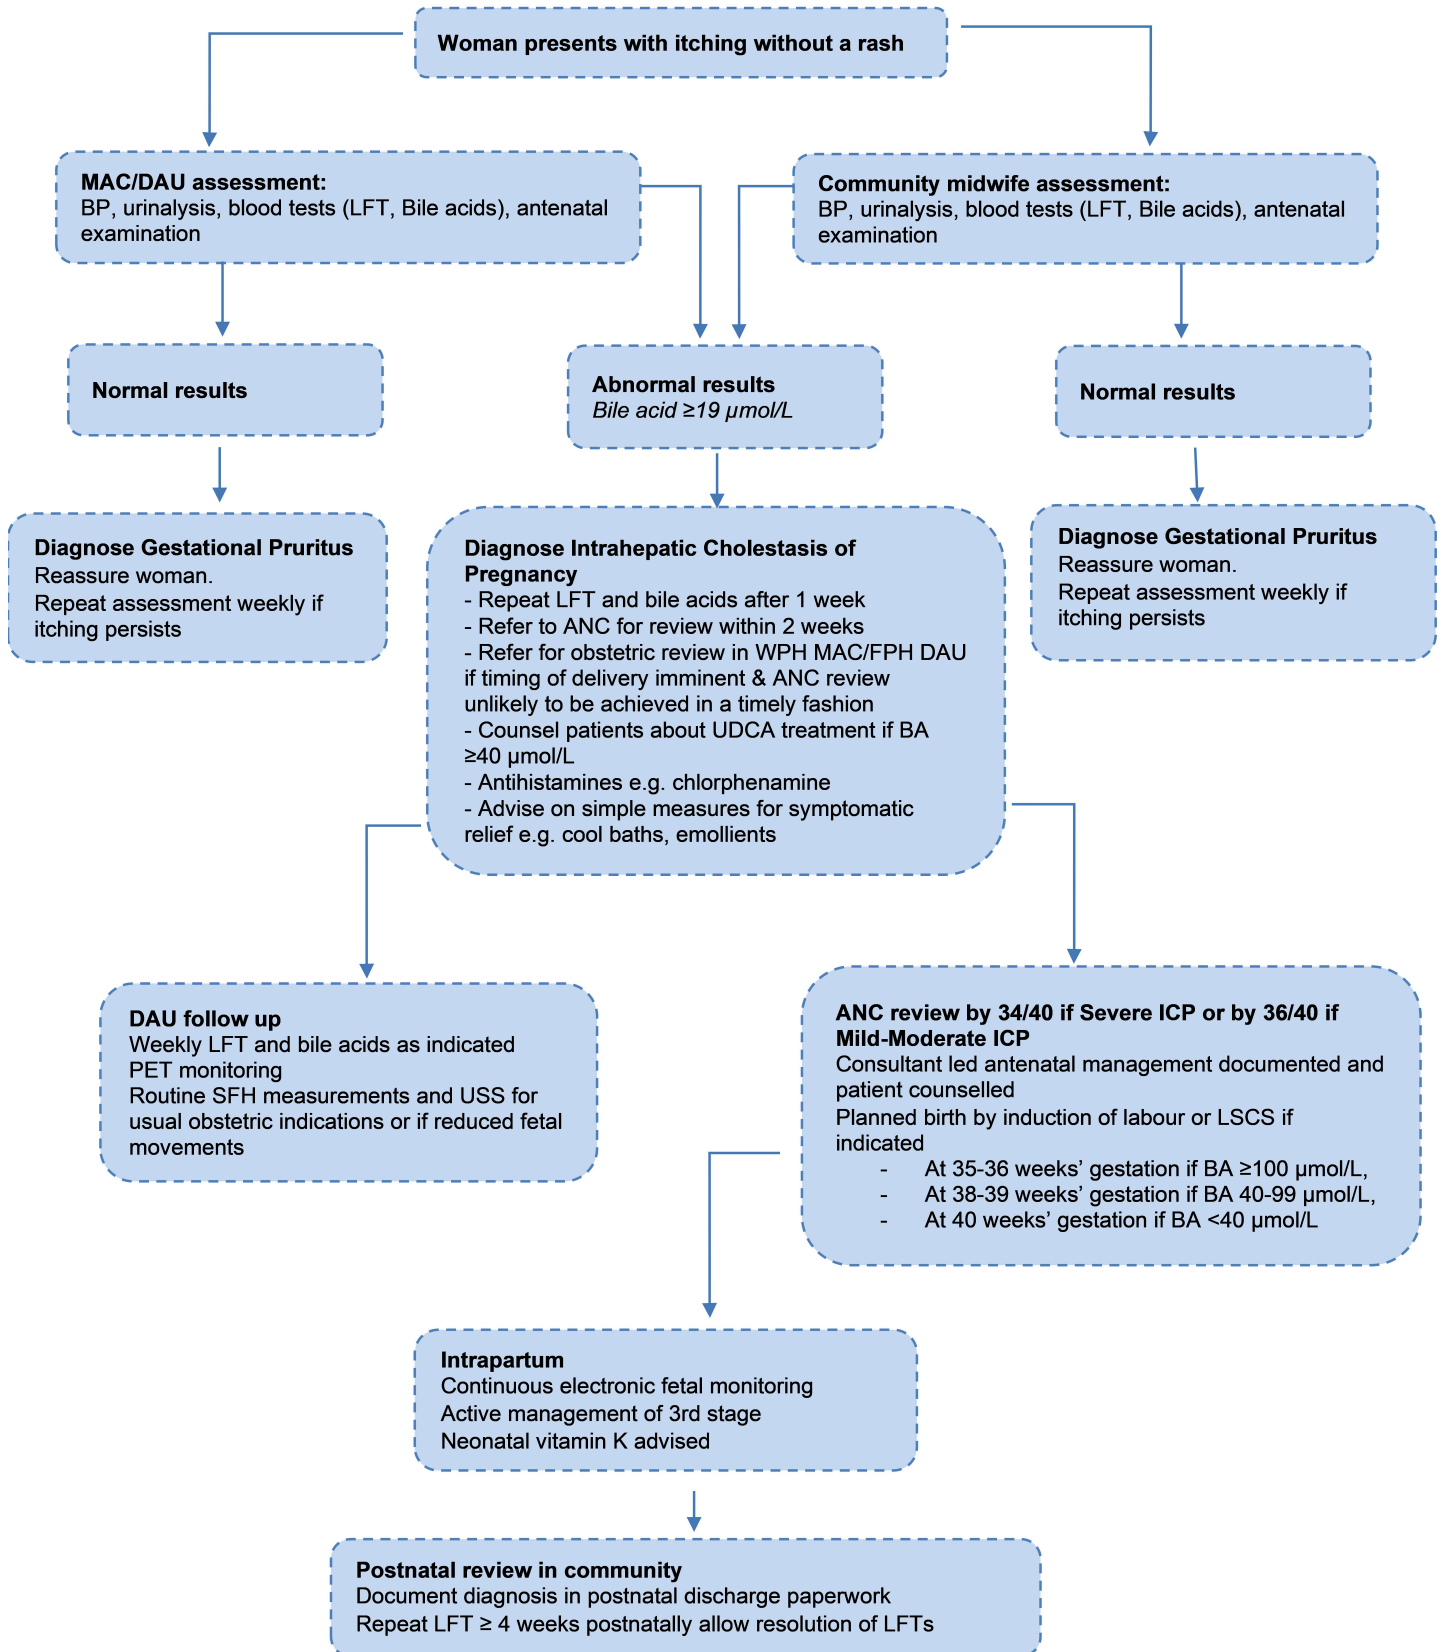 Woman presents with itching without a rash
MAC/DAU assessment:
BP, urinalysis, blood tests (LFT, Bile acids), antenatal
examination
Community midwife assessment:
BP, urinalysis, blood tests (LFT, Bile acids), antenatal
examination
Normal results
Abnormal results
Bile acid ≥19 μmol/L
Normal results
Diagnose Gestational Pruritus
Reassure woman.
Repeat assessment weekly if
itching persists
Diagnose Intrahepatic Cholestasis of
Pregnancy
- Repeat LFT and bile acids after 1 week
- Refer to ANC for review within 2 weeks
- Refer for obstetric review in WPH MAC/FPH DAU
if timing of delivery imminent & ANC review
unlikely to be achieved in a timely fashion
- Counsel patients about UDCA treatment if BA
≥40 μmol/L
- Antihistamines e.g. chlorphenamine
- Advise on simple measures for symptomatic
relief e.g. cool baths, emollients
Diagnose Gestational Pruritus
Reassure woman.
Repeat assessment weekly if
itching persists
DAU follow up
Weekly LFT and bile acids as indicated
PET monitoring
Routine SFH measurements and USS for
usual obstetric indications or if reduced fetal
movements
ANC review by 34/40 if Severe ICP or by 36/40 if
Mild-Moderate ICP
Consultant led antenatal management documented and
patient counselled
Planned birth by induction of labour or LSCS if
indicated
- At 35-36 weeks’ gestation if BA ≥100 μmol/L,
- At 38-39 weeks’ gestation if BA 40-99 μmol/L,
- At 40 weeks’ gestation if BA <40 μmol/L
Intrapartum
Continuous electronic fetal monitoring
Active management of 3rd stage
Neonatal vitamin K advised
Postnatal review in community
Document diagnosis in postnatal discharge paperwork
Repeat LFT ≥ 4 weeks postnatally allow resolution of LFTs